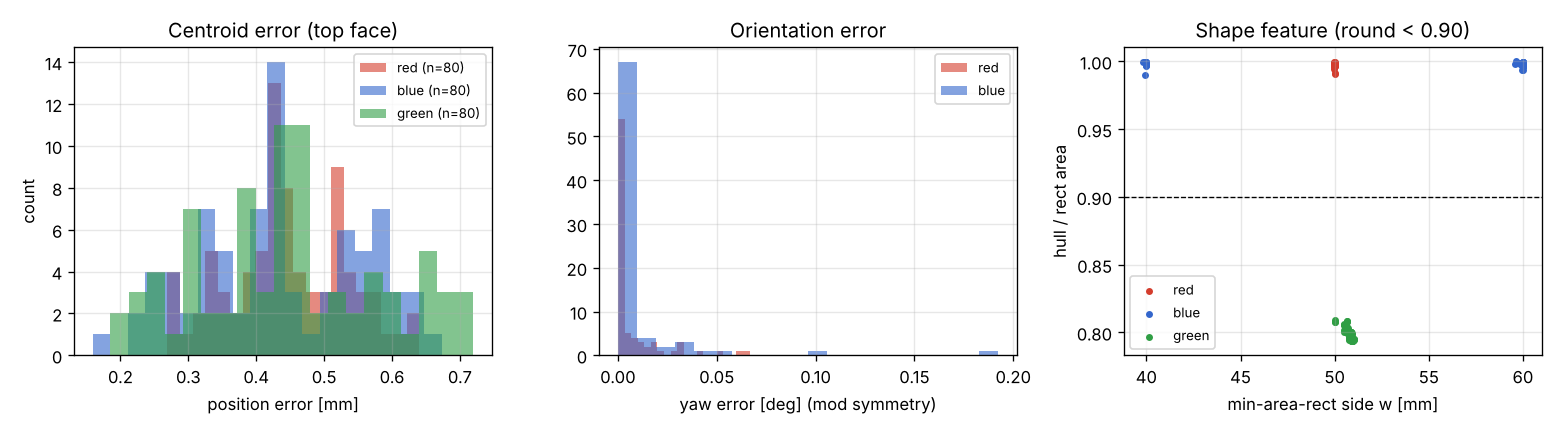 Centroid error (top face)
14
12
10
8
6
4
2
0
count
red (n=80)
blue (n=80)
green (n=80)
0.2
0.3
0.4
0.5
0.6
0.7
position error [mm]
Orientation error
70
60
50
40
30
20
10
0
red
blue
0.00
0.05
0.10
0.15
0.20
yaw error [deg] (mod symmetry)
Shape feature (round < 0.90)
1.00
0.95
0.90
0.85
0.80
hull / rect area
red
blue
green
40
45
50
55
60
min-area-rect side w [mm]